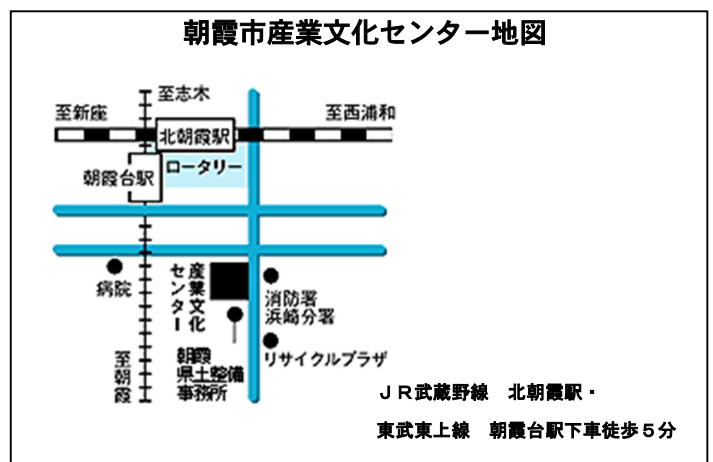 朝霞市産業文化センター地図
至志木
至新座
至西浦和
北朝霞駅
ロータリー
朝霞台駅
病院
産業文化
センター
消防署
浜崎分署
リサイクルプラザ
朝霞
県土整備
事務所
至朝霞
ＪＲ武蔵野線　北朝霞駅・
東武東上線　朝霞台駅下車徒歩５分